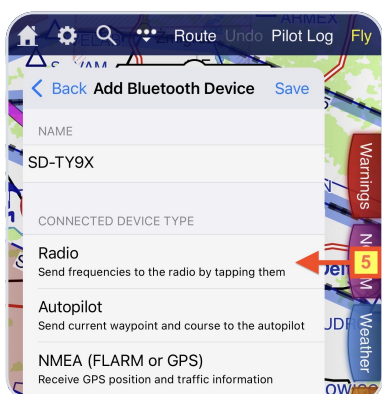 ARMEX
Route Undo Pilot Log Fly
Back Add Bluetooth Device Save
NAME
SD-TY9X
Warnings
CONNECTED DEVICE TYPE
Radio
Send frequencies to the radio by tapping them
5
Autopilot
Send current waypoint and course to the autopilot
Weather
NMEA (FLARM or GPS)
Receive GPS position and traffic information